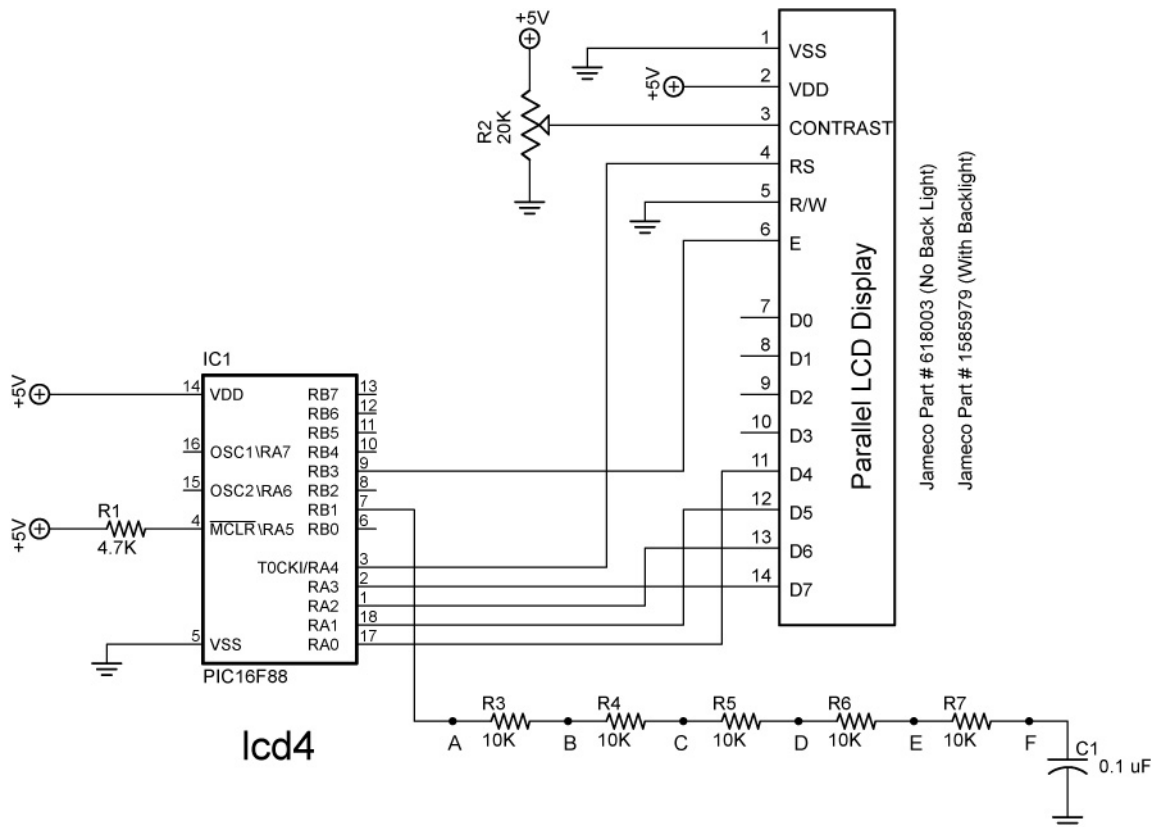 +5V
R2
20K
+5V
1 VSS
2 VDD
3 CONTRAST
4 RS
5 R/W
6 E
7 D0
8 D1
9 D2
10 D3
11 D4
12 D5
13 D6
14 D7
Parallel LCD Display
Jameco Part # 618003 (No Back Light)
Jameco Part # 1585979 (With Backlight)
IC1
+5V
14 VDD
16 OSC1\RA7
15 OSC2\RA6
+5V
R1
4.7K
4 MCLR\RA5
5 VSS
RB7 13
RB6 12
RB5 11
RB4 10
RB3 9
RB2 8
RB1 7
RB0 6
T0CKI/RA4 3
RA3 2
RA2 1
RA1 18
RA0 17
PIC16F88
lcd4
R3 R4 R5 R6 R7
A B C D E F
10K 10K 10K 10K 10K
C1
0.1 uF